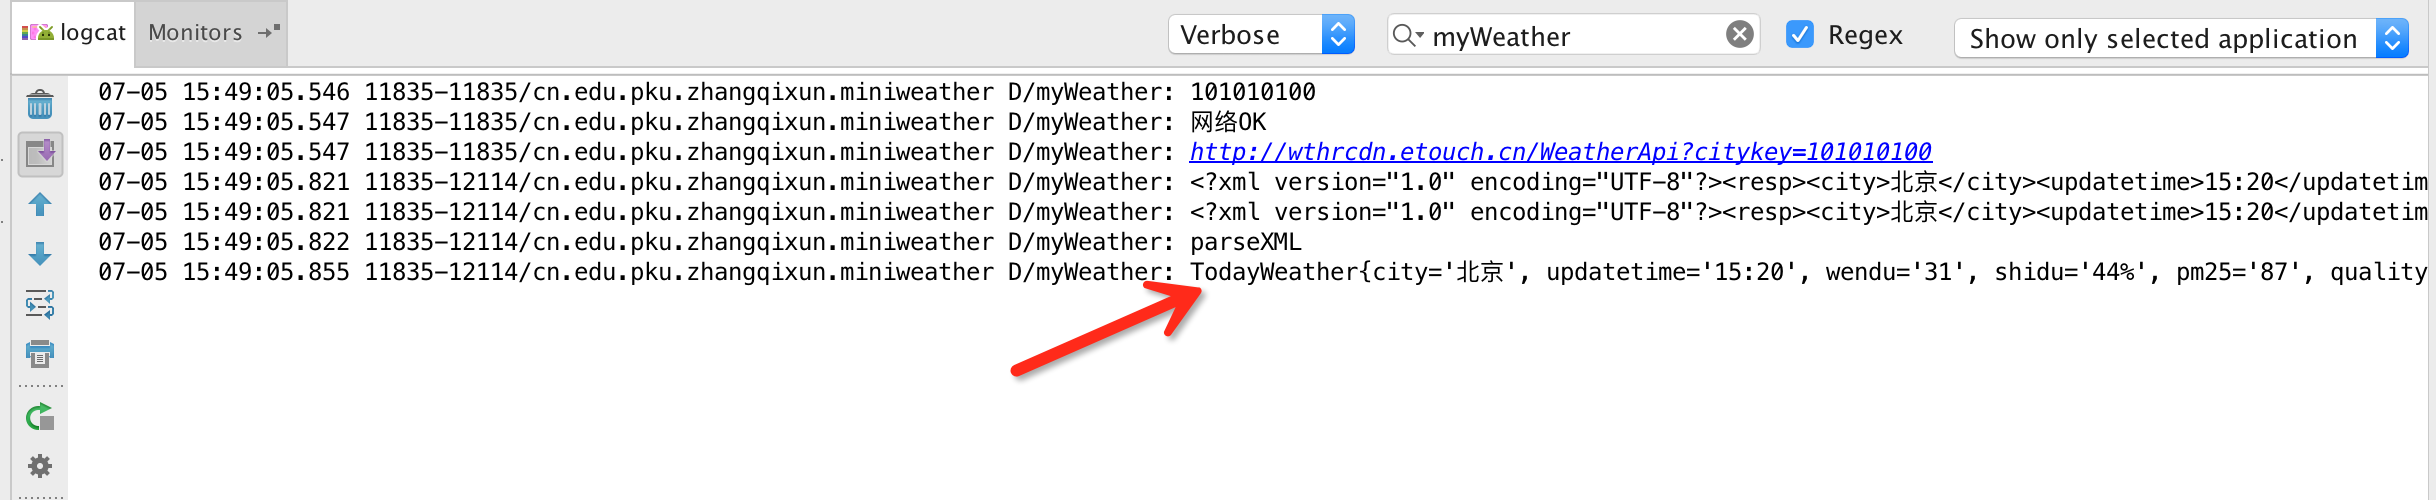 logcat Monitors Verbose myWeather Regex Show only selected application
07-05 15:49:05.546 11835-11835/cn.edu.pku.zhangqixun.miniweather D/myWeather: 101010100
07-05 15:49:05.547 11835-11835/cn.edu.pku.zhangqixun.miniweather D/myWeather: 网络OK
07-05 15:49:05.547 11835-11835/cn.edu.pku.zhangqixun.miniweather D/myWeather: http://wthrcdn.etouch.cn/WeatherApi?citykey=101010100
07-05 15:49:05.821 11835-12114/cn.edu.pku.zhangqixun.miniweather D/myWeather: <?xml version="1.0" encoding="UTF-8"?><resp><city>北京</city><updatetime>15:20</updatetim
07-05 15:49:05.821 11835-12114/cn.edu.pku.zhangqixun.miniweather D/myWeather: <?xml version="1.0" encoding="UTF-8"?><resp><city>北京</city><updatetime>15:20</updatetim
07-05 15:49:05.822 11835-12114/cn.edu.pku.zhangqixun.miniweather D/myWeather: parseXML
07-05 15:49:05.855 11835-12114/cn.edu.pku.zhangqixun.miniweather D/myWeather: TodayWeather{city='北京', updatetime='15:20', wendu='31', shidu='44%', pm25='87', quality